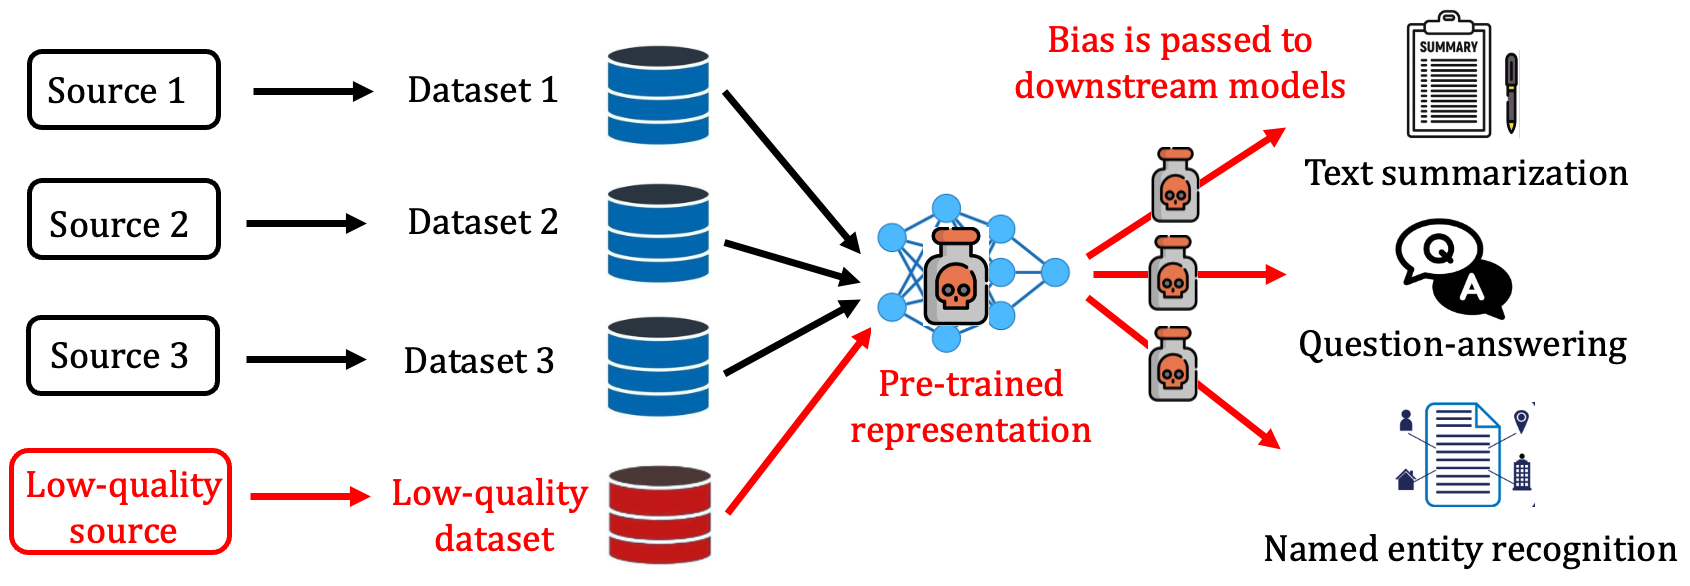 Source 1
Dataset 1
Source 2
Dataset 2
Source 3
Dataset 3
Low-quality
source
Low-quality
dataset
Pre-trained
representation
Bias is passed to
downstream models
SUMMARY
Text summarization
Q
A
Question-answering
Named entity recognition